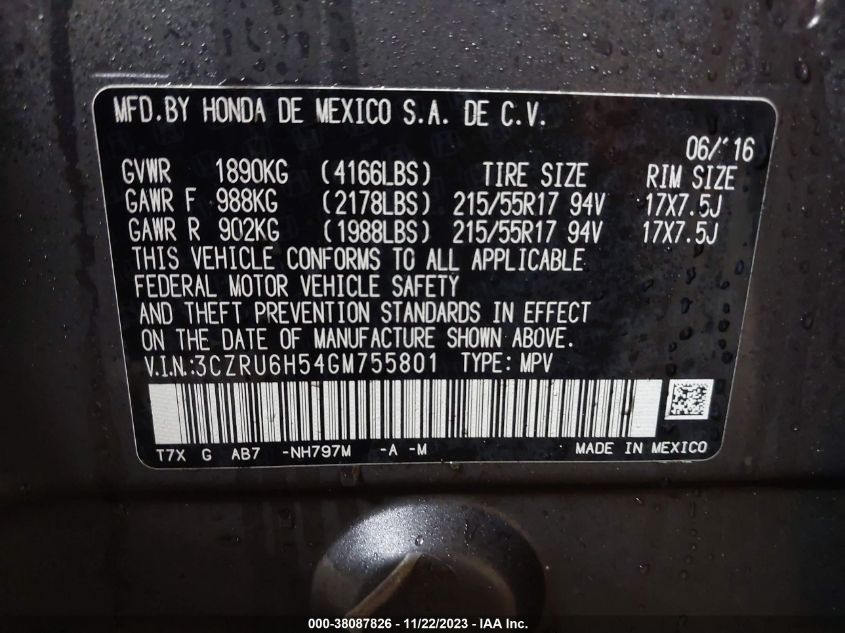 MFD.BY HONDA DE MEXICO S.A. DE C.V.
06/'16
GVWR 1890KG (4166LBS) TIRE SIZE RIM SIZE
GAWR F 988KG (2178LBS) 215/55R17 94V 17X7.5J
GAWR R 902KG (1988LBS) 215/55R17 94V 17X7.5J
THIS VEHICLE CONFORMS TO ALL APPLICABLE
FEDERAL MOTOR VEHICLE SAFETY
AND THEFT PREVENTION STANDARDS IN EFFECT
ON THE DATE OF MANUFACTURE SHOWN ABOVE.
V.I.N.:3CZRU6H54GM755801 TYPE: MPV
T7X G AB7 -NH797M -A -M MADE IN MEXICO
000-38087826 - 11/22/2023 - IAA Inc.